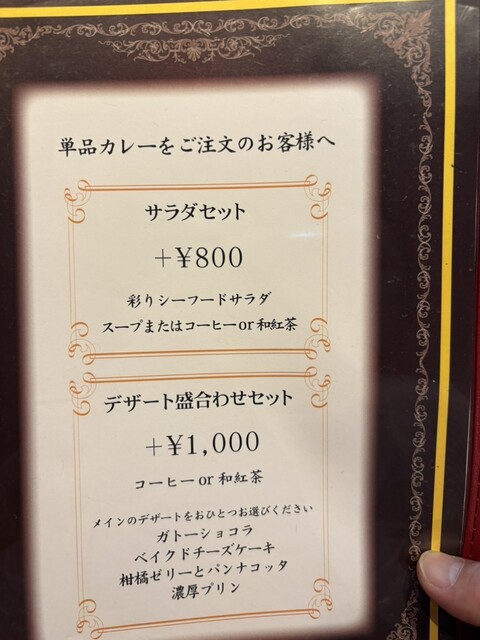 単品カレーをご注文のお客様へ
サラダセット
+¥800
彩りシーフードサラダ
スープまたはコーヒーor和紅茶
デザート盛合わせセット
+¥1,000
コーヒー or 和紅茶
メインのデザートをおひとつお選びください
ガトーショコラ
ベイクドチーズケーキ
柑橘ゼリーとパンナコッタ
濃厚プリン